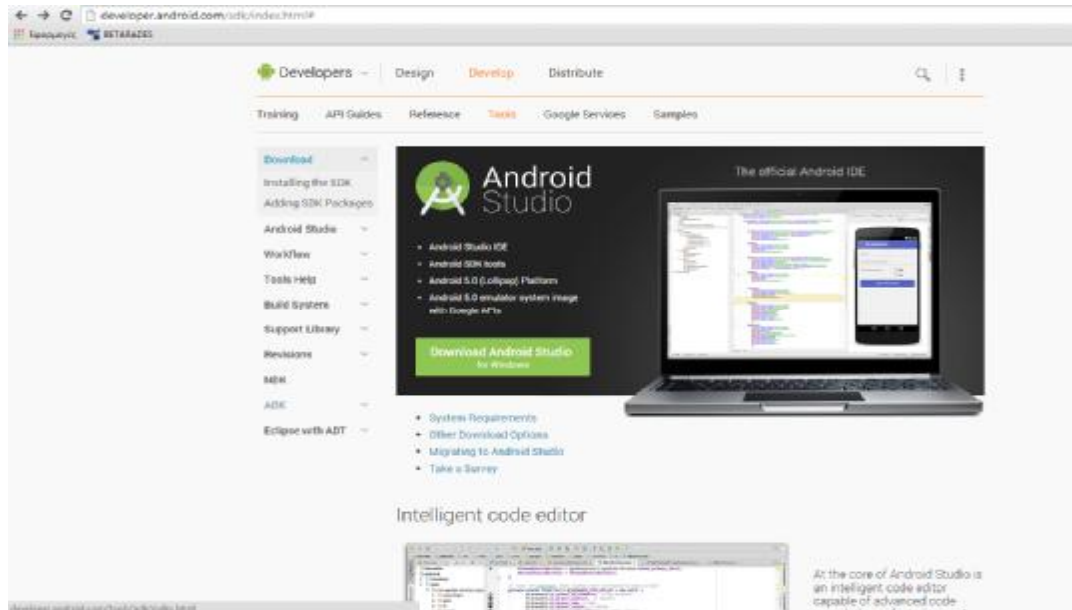 developer.android.com/sdk/index.html#
Εφαρμογές BETARADES
Developers
Design Develop Distribute
Training API Guides Reference Tools Google Services Samples
Download
Installing the SDK
Adding SDK Packages
Android Studio
Workflow
Tools Help
Build System
Support Library
Revisions
NDK
ADK
Eclipse with ADT
Android
Studio
The official Android IDE
• Android Studio IDE
• Android SDK tools
• Android 5.0 (Lollipop) Platform
• Android 5.0 emulator system image
with Google APIs
Download Android Studio
for Windows
• System Requirements
• Other Download Options
• Migrating to Android Studio
• Take a Survey
Intelligent code editor
At the core of Android Studio is
an intelligent code editor
capable of advanced code